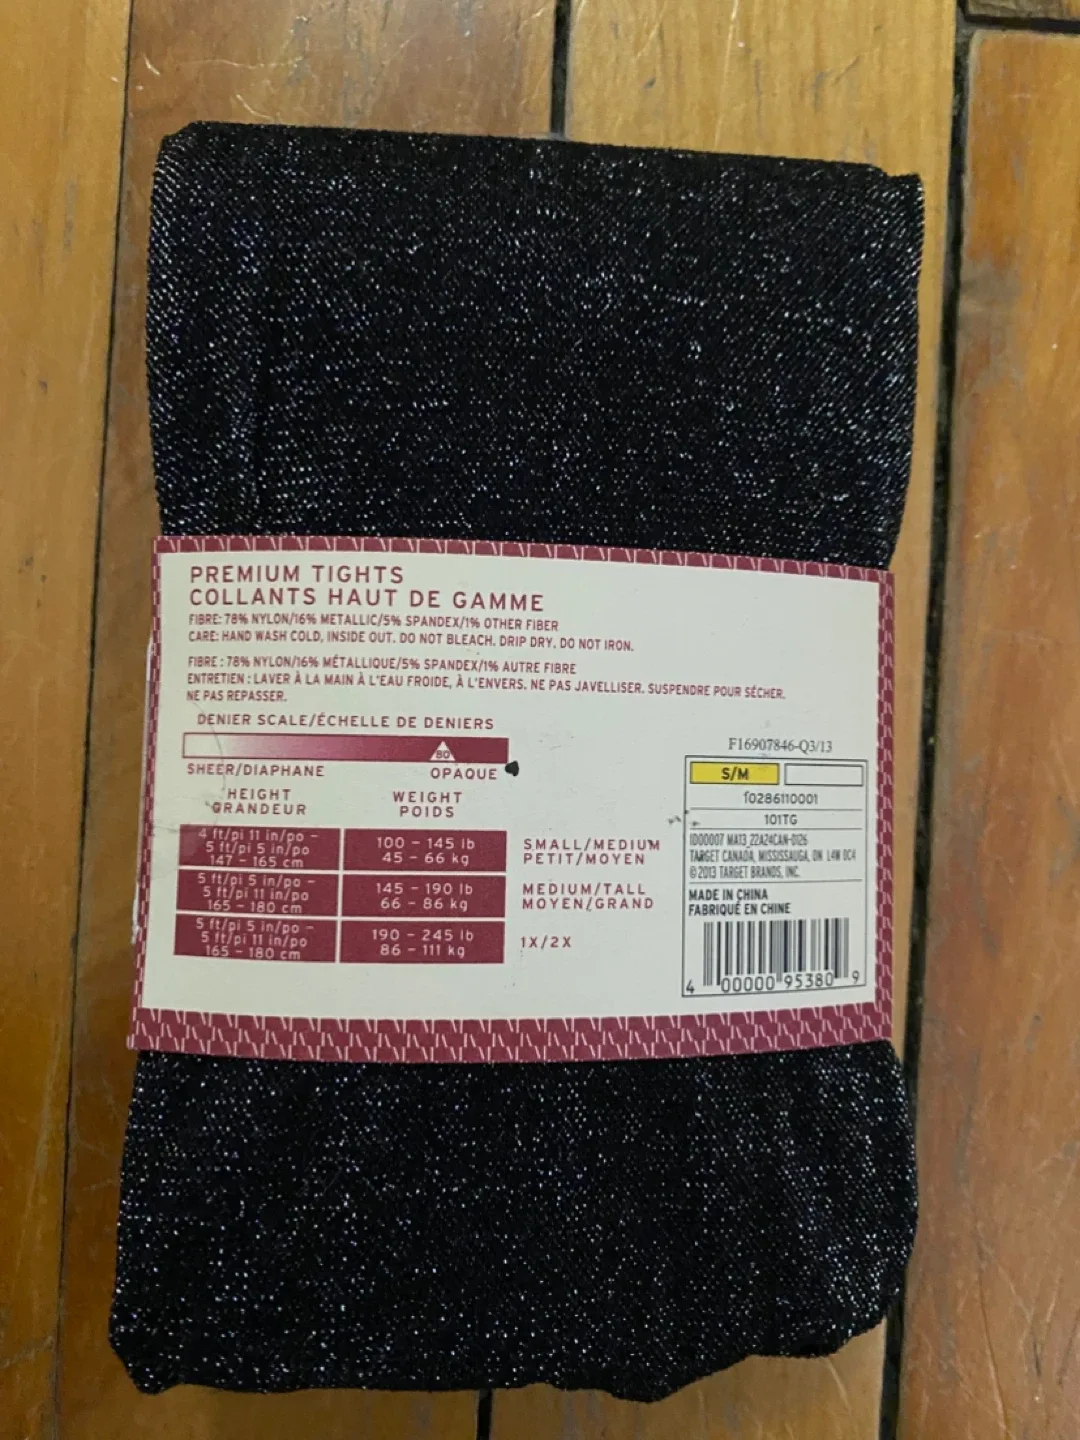 PREMIUM TIGHTS
COLLANTS HAUT DE GAMME
FIBRE: 78% NYLON/16% METALLIC/5% SPANDEX/1% OTHER FIBER
CARE: HAND WASH COLD, INSIDE OUT. DO NOT BLEACH. DRIP DRY. DO NOT IRON.
FIBRE : 78% NYLON/16% MÉTALLIQUE/5% SPANDEX/1% AUTRE FIBRE
ENTRETIEN : LAVER À LA MAIN À L'EAU FROIDE, À L'ENVERS. NE PAS JAVELLISER. SUSPENDRE POUR SÉCHER.
NE PAS REPASSER.
DENIER SCALE/ÉCHELLE DE DENIERS
80
SHEER/DIAPHANE OPAQUE
HEIGHT
GRANDEUR
WEIGHT
POIDS
4 ft/pi 11 in/po –
5 ft/pi 5 in/po
147 – 165 cm
100 – 145 lb
45 – 66 kg
SMALL/MEDIUM
PETIT/MOYEN
5 ft/pi 5 in/po –
5 ft/pi 11 in/po
165 – 180 cm
145 – 190 lb
66 – 86 kg
MEDIUM/TALL
MOYEN/GRAND
5 ft/pi 5 in/po –
5 ft/pi 11 in/po
165 – 180 cm
190 – 245 lb
86 – 111 kg
1X/2X
F16907846-Q3/13
S/M
f0286110001
101TG
ID00007 MA13_22A24CAN-0126
TARGET CANADA, MISSISSAUGA, ON L4W 0C4
© 2013 TARGET BRANDS, INC.
MADE IN CHINA
FABRIQUÉ EN CHINE
4 00000 95380 9